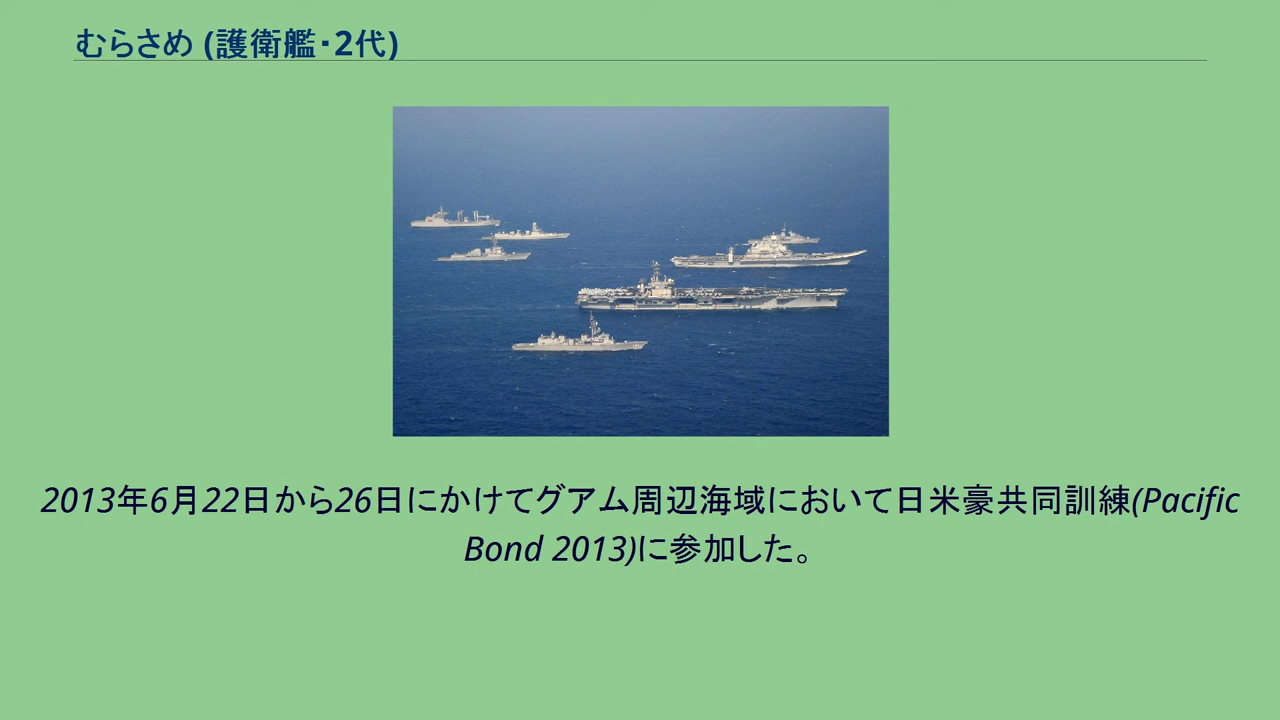 むらさめ (護衛艦・2代)
2013年6月22日から26日にかけてグアム周辺海域において日米豪共同訓練(Pacific
Bond 2013)に参加した。